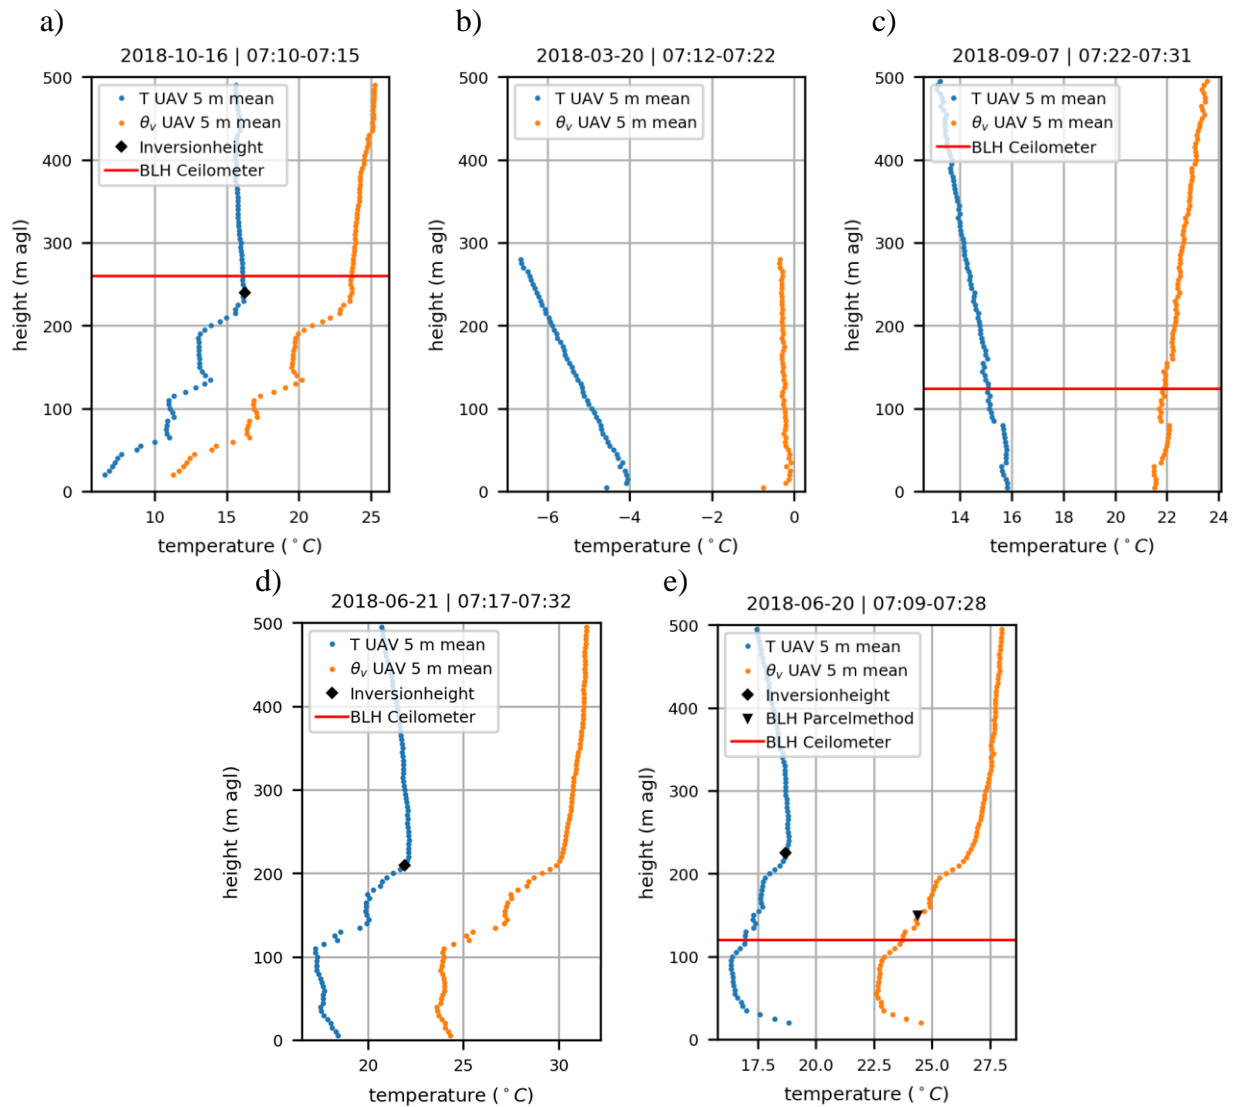 a)
2018-10-16 | 07:10-07:15
500
400
300
200
100
0
height (m agl)
T UAV 5 m mean
θv UAV 5 m mean
Inversionheight
BLH Ceilometer
10 15 20 25
temperature (°C)
b)
2018-03-20 | 07:12-07:22
500
400
300
200
100
0
height (m agl)
T UAV 5 m mean
θv UAV 5 m mean
−6 −4 −2 0
temperature (°C)
c)
2018-09-07 | 07:22-07:31
500
400
300
200
100
0
height (m agl)
T UAV 5 m mean
θv UAV 5 m mean
BLH Ceilometer
14 16 18 20 22 24
temperature (°C)
d)
2018-06-21 | 07:17-07:32
500
400
300
200
100
0
height (m agl)
T UAV 5 m mean
θv UAV 5 m mean
Inversionheight
BLH Ceilometer
20 25 30
temperature (°C)
e)
2018-06-20 | 07:09-07:28
500
400
300
200
100
0
height (m agl)
T UAV 5 m mean
θv UAV 5 m mean
Inversionheight
BLH Parcelmethod
BLH Ceilometer
17.5 20.0 22.5 25.0 27.5
temperature (°C)